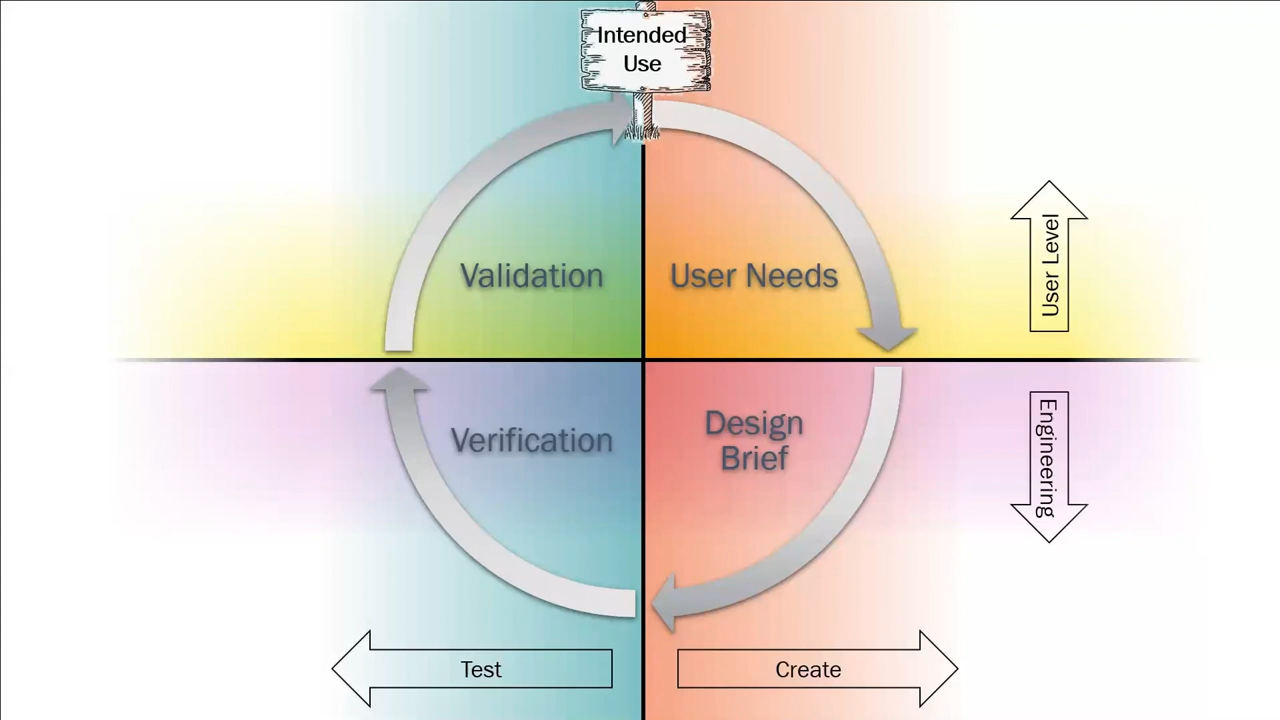 Intended
Use
Validation
User Needs
User Level
Verification
Design
Brief
Engineering
Test
Create